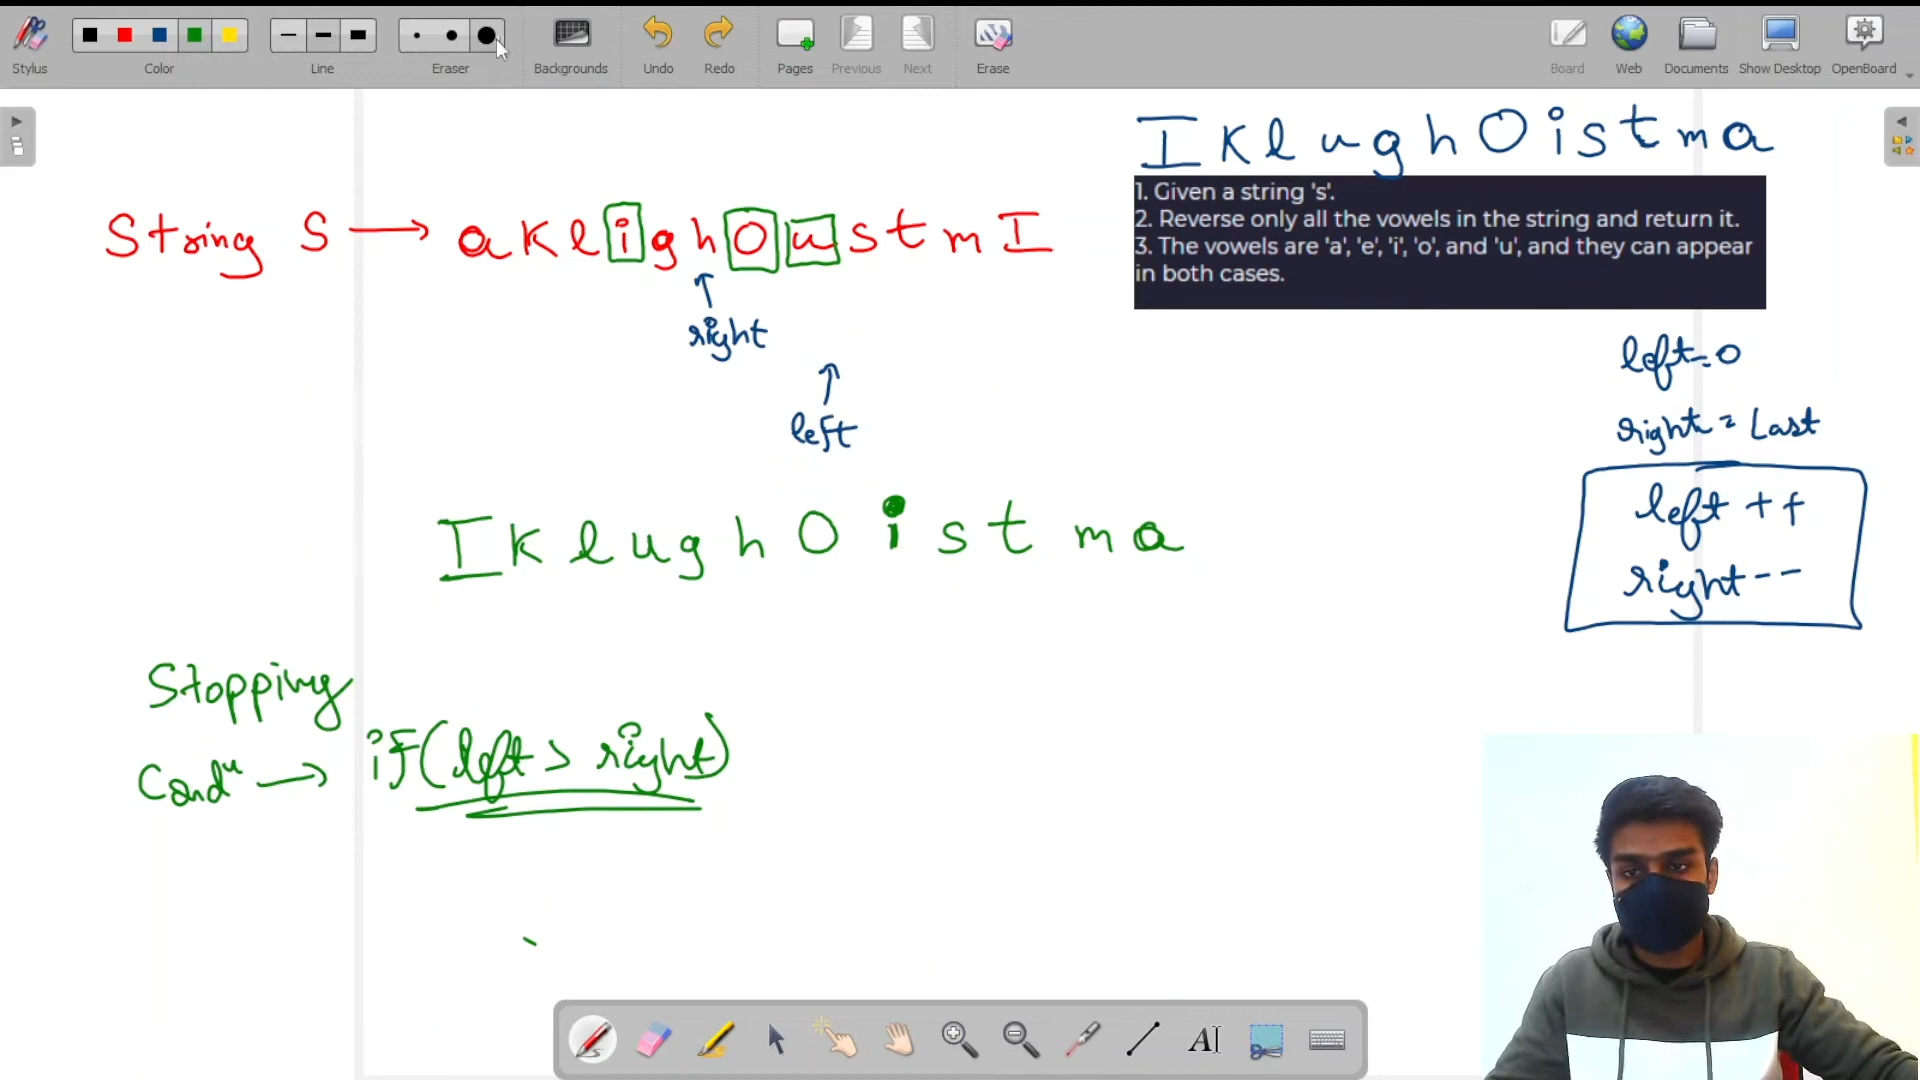 Stylus
Color
Line
Eraser
Backgrounds
Undo
Redo
Pages
Previous
Next
Erase
Board
Web
Documents
Show Desktop
OpenBoard
I K l u g h O i s t m a
1. Given a string 's'.
2. Reverse only all the vowels in the string and return it.
3. The vowels are 'a', 'e', 'i', 'o', and 'u', and they can appear
in both cases.
String S → a K l i g h O u s t m I
↑
right
↑
left
left = 0
right = Last
left ++
right --
I K l u g h O i s t m a
Stopping
Condn → if (left > right)
AI